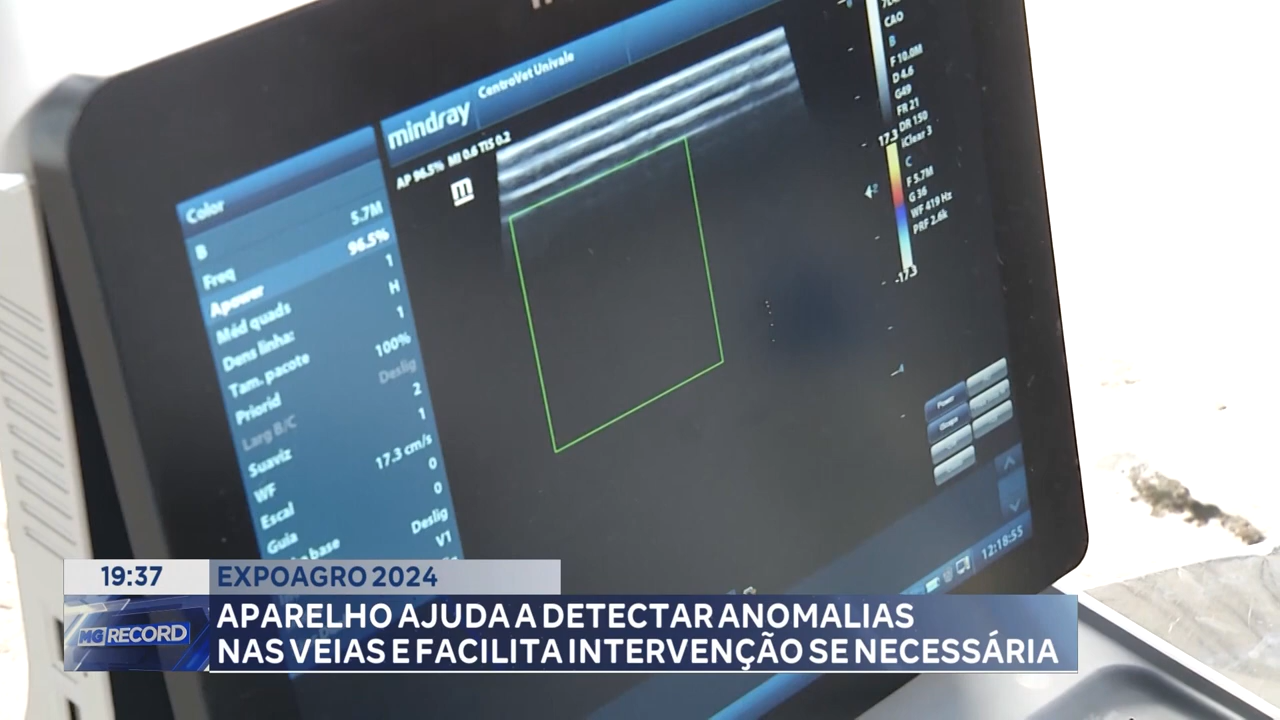 mindray
CentroVet Univale
AP 96.5% MI 0.6 TIS 0.2
m
Color
B
Freq 5.7M
Apower 96.5%
Méd quads 1
Dens linha: H
Tam. pacote 1
Priorid 100%
Larg B/C Deslig
Suaviz 2
WF 1
Escal 17.3 cm/s
Guia 0
base 0
Deslig
V1
CAO
B
F 10.0M
D 4.6
G49
FR 21
DR 150
iClear 3
17.3
C
F 5.7M
G 36
WF 419 Hz
PRF 2.6k
-17.3
Power
12:18:55
19:37
EXPOAGRO 2024
MG RECORD
APARELHO AJUDA A DETECTAR ANOMALIAS
NAS VEIAS E FACILITA INTERVENÇÃO SE NECESSÁRIA